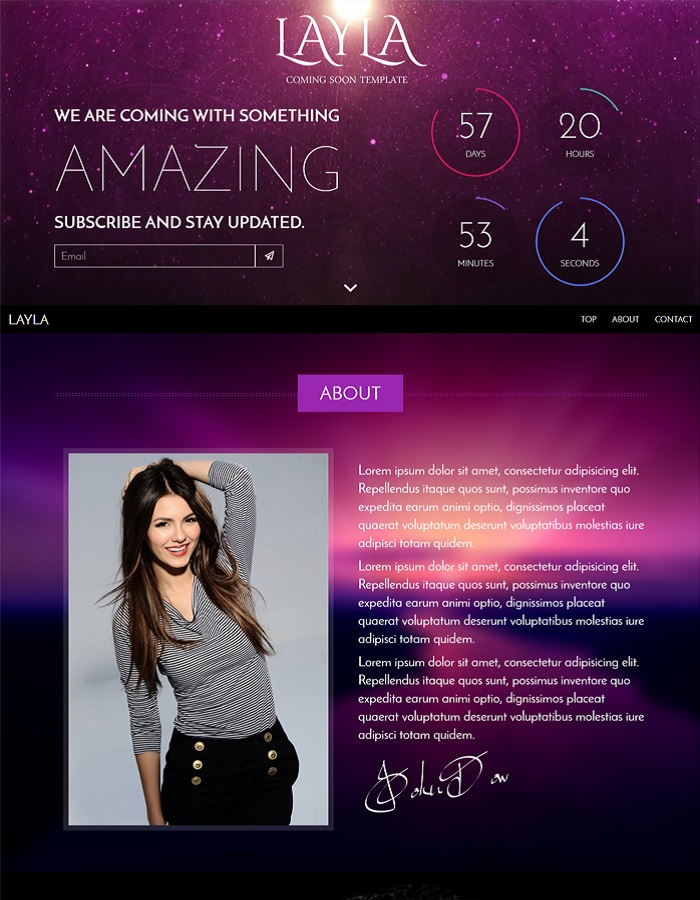 LAYLA
COMING SOON TEMPLATE
WE ARE COMING WITH SOMETHING
AMAZING
SUBSCRIBE AND STAY UPDATED.
Email
57
DAYS
20
HOURS
53
MINUTES
4
SECONDS
LAYLA
TOP ABOUT CONTACT
ABOUT
Lorem ipsum dolor sit amet, consectetur adipisicing elit.
Repellendus itaque quos sunt, possimus inventore quo
expedita earum animi optio, dignissimos placeat
quaerat voluptatum deserunt voluptatibus molestias iure
adipisci totam quidem.
Lorem ipsum dolor sit amet, consectetur adipisicing elit.
Repellendus itaque quos sunt, possimus inventore quo
expedita earum animi optio, dignissimos placeat
quaerat voluptatum deserunt voluptatibus molestias iure
adipisci totam quidem.
Lorem ipsum dolor sit amet, consectetur adipisicing elit.
Repellendus itaque quos sunt, possimus inventore quo
expedita earum animi optio, dignissimos placeat
quaerat voluptatum deserunt voluptatibus molestias iure
adipisci totam quidem.